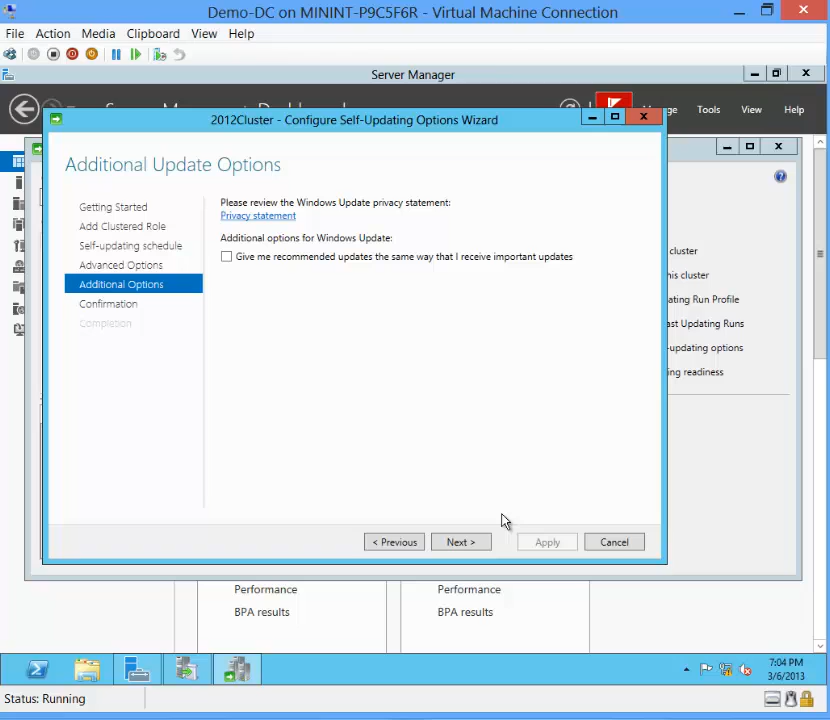 Demo-DC on MININT-P9C5F6R - Virtual Machine Connection
File Action Media Clipboard View Help
Server Manager
Tools View Help
2012Cluster - Configure Self-Updating Options Wizard
Additional Update Options
Getting Started
Add Clustered Role
Self-updating schedule
Advanced Options
Additional Options
Confirmation
Completion
Please review the Windows Update privacy statement:
Privacy statement
Additional options for Windows Update:
Give me recommended updates the same way that I receive important updates
cluster
his cluster
ating Run Profile
ast Updating Runs
-updating options
ing readiness
< Previous Next > Apply Cancel
Performance Performance
BPA results BPA results
7:04 PM
3/6/2013
Status: Running